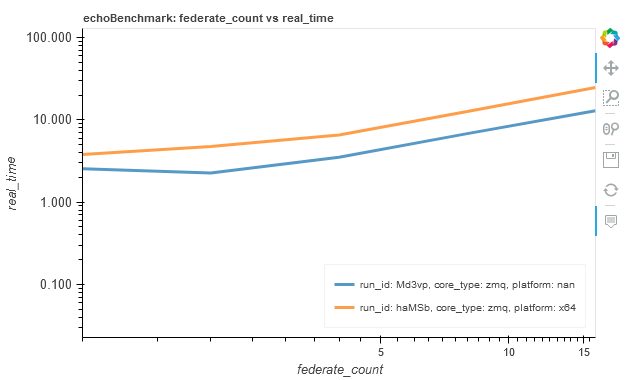 echoBenchmark: federate_count vs real_time
100.000
10.000
1.000
0.100
real_time
run_id: Md3vp, core_type: zmq, platform: nan
run_id: haMSb, core_type: zmq, platform: x64
5
10
15
federate_count